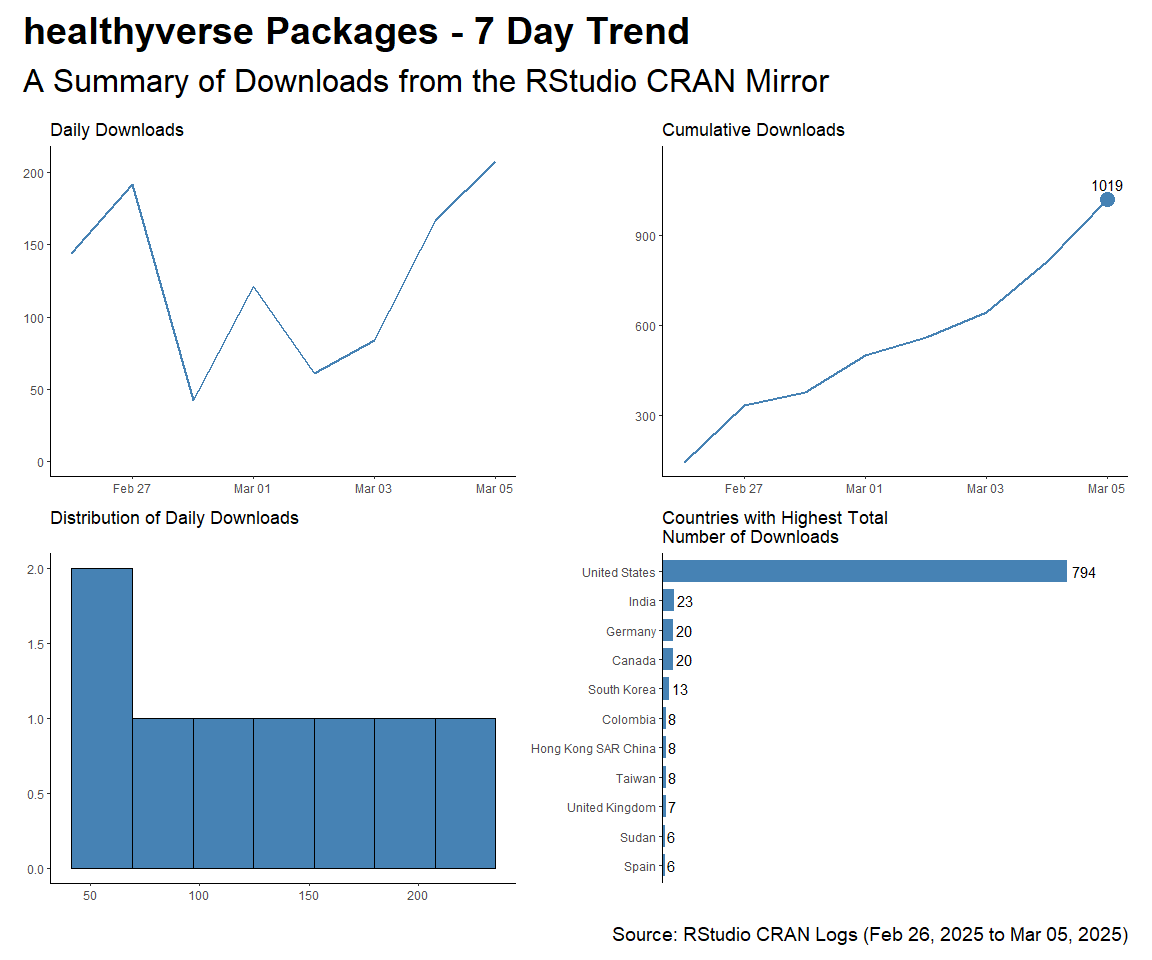 healthyverse Packages - 7 Day Trend
A Summary of Downloads from the RStudio CRAN Mirror
Daily Downloads
200
150
100
50
0
Feb 27
Mar 01
Mar 03
Mar 05
Cumulative Downloads
1019
900
600
300
Feb 27
Mar 01
Mar 03
Mar 05
Distribution of Daily Downloads
2.0
1.5
1.0
0.5
0.0
50
100
150
200
Countries with Highest Total
Number of Downloads
United States 794
India 23
Germany 20
Canada 20
South Korea 13
Colombia 8
Hong Kong SAR China 8
Taiwan 8
United Kingdom 7
Sudan 6
Spain 6
Source: RStudio CRAN Logs (Feb 26, 2025 to Mar 05, 2025)